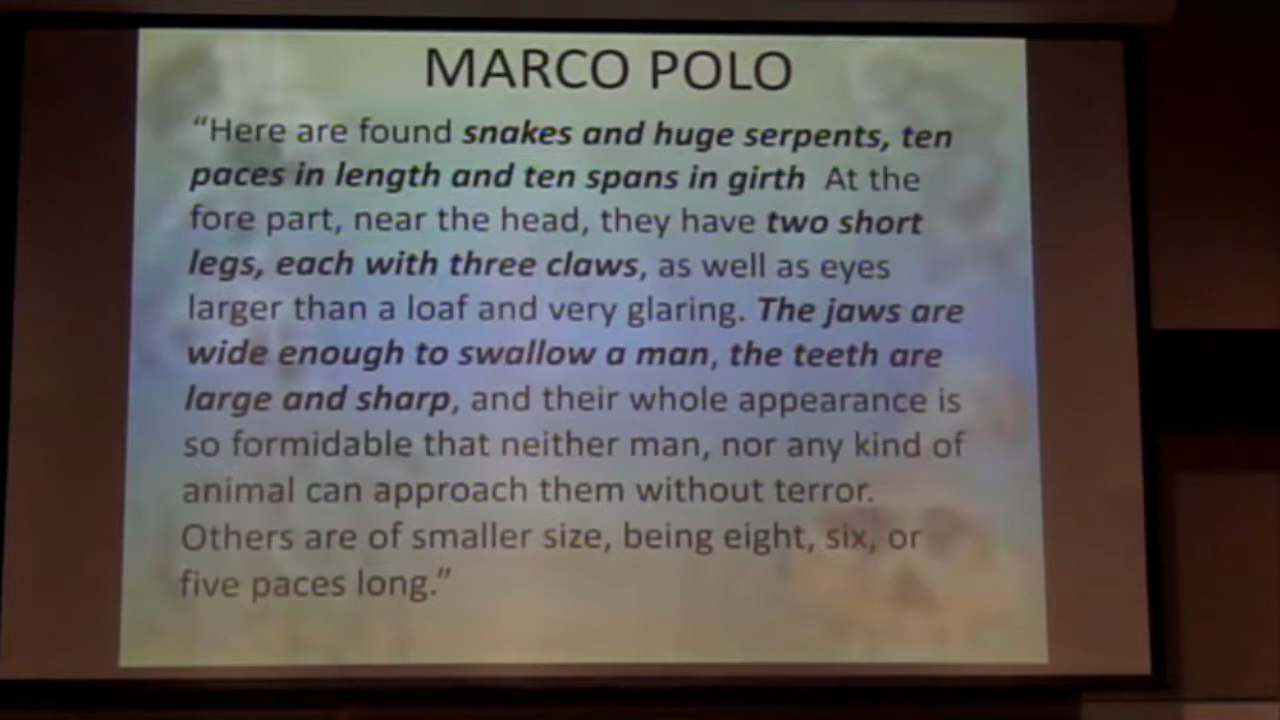 MARCO POLO
“Here are found snakes and huge serpents, ten
paces in length and ten spans in girth At the
fore part, near the head, they have two short
legs, each with three claws, as well as eyes
larger than a loaf and very glaring. The jaws are
wide enough to swallow a man, the teeth are
large and sharp, and their whole appearance is
so formidable that neither man, nor any kind of
animal can approach them without terror.
Others are of smaller size, being eight, six, or
five paces long.”